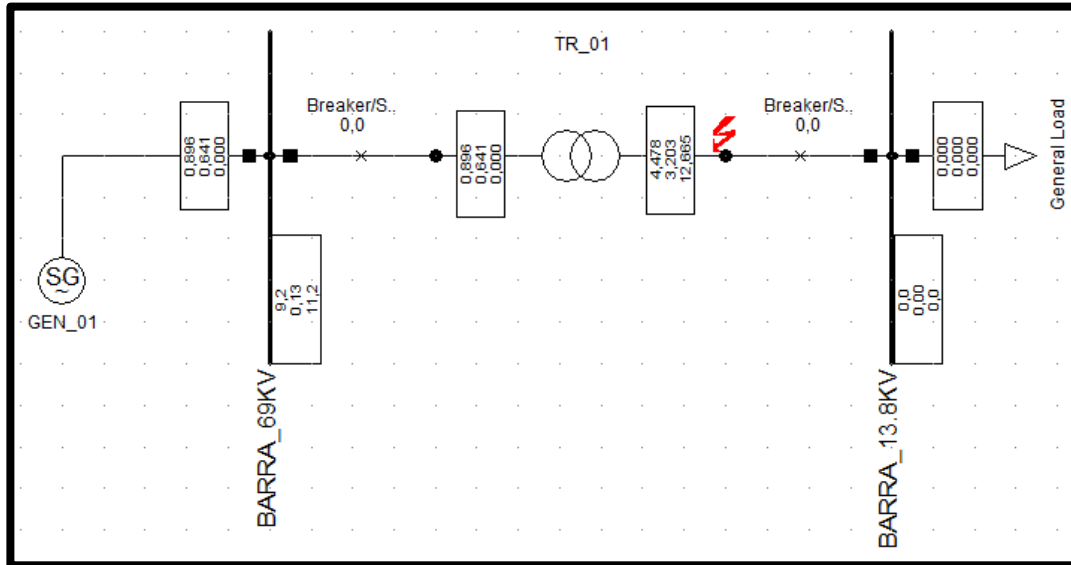 TR_01
Breaker/S..
0,0
Breaker/S..
0,0
0,896
0,641
0,000
0,896
0,641
0,000
4,478
3,203
12,665
0,000
0,000
0,000
General Load
SG
~
GEN_01
9,2
0,13
11,2
0,0
0,00
0,0
BARRA_69KV
BARRA_13.8KV